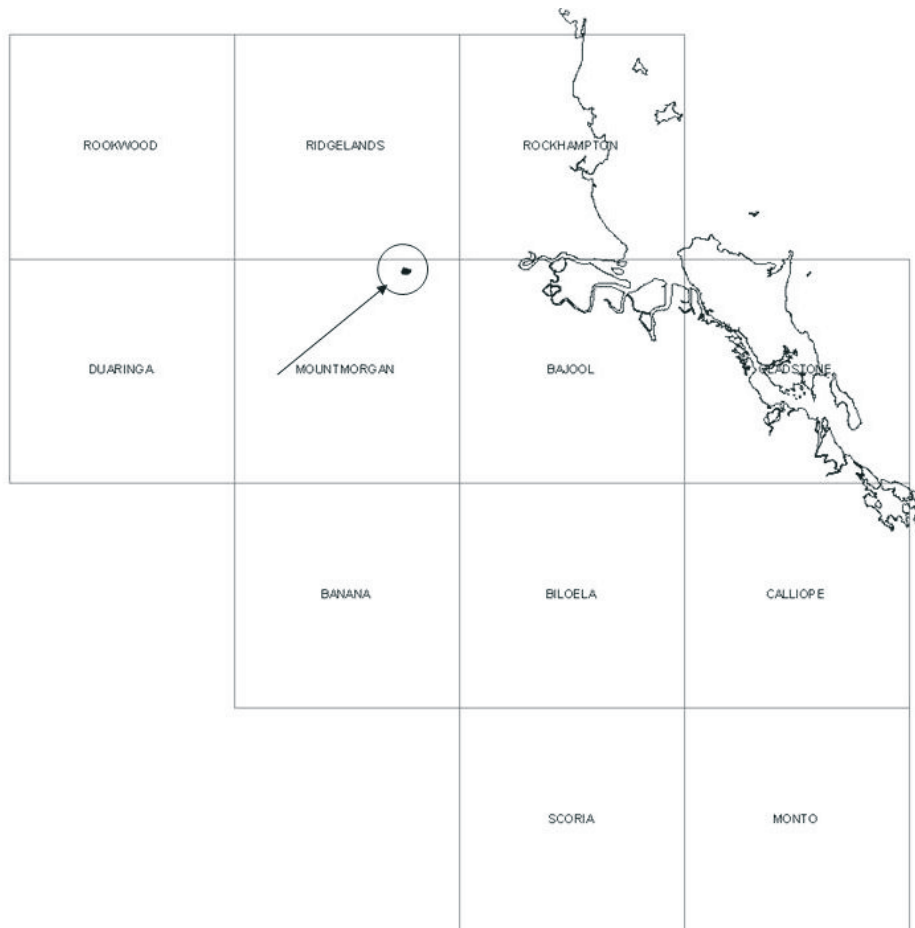 ROOKWOOD
RIDGELANDS
ROCKHAMPTON
DUARINGA
MOUNTMORGAN
BAJOOL
GLADSTONE
BANANA
BILOELA
CALLIOPE
SCORIA
MONTO